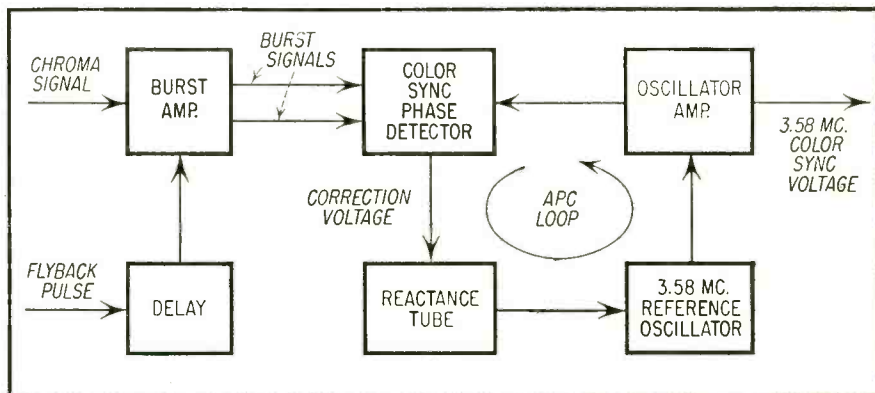 CHROMA
SIGNAL
BURST
AMP.
BURST
SIGNALS
COLOR
SYNC
PHASE
DETECTOR
OSCILLATOR
AMP.
3.58 MC.
COLOR
SYNC
VOLTAGE
CORRECTION
VOLTAGE
APC
LOOP
FLYBACK
PULSE
DELAY
REACTANCE
TUBE
3.58 MC.
REFERENCE
OSCILLATOR